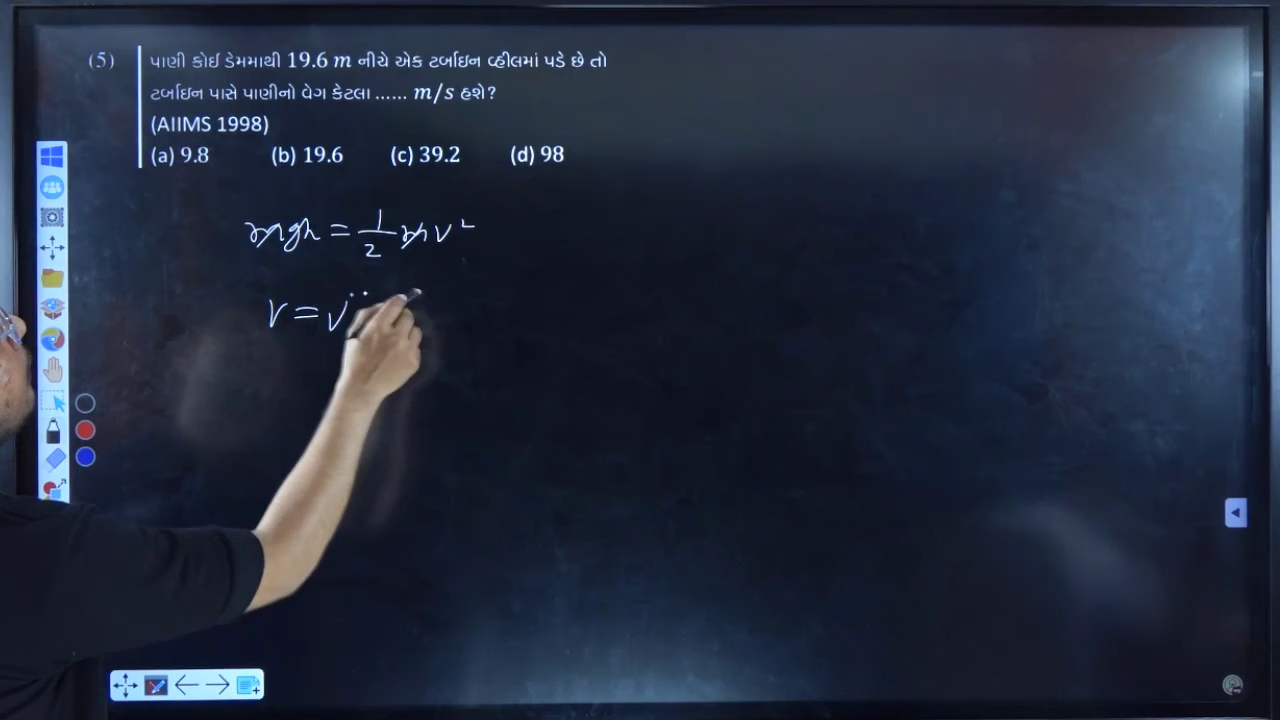 (5) પાણી કોઈ ડેમમાથી 19.6 m નીચે એક ટર્બાઇન વ્હીલમાં પડે છે તો
ટર્બાઇન પાસે પાણીનો વેગ કેટલા ...... m/s હશે?
(AIIMS 1998)
(a) 9.8 (b) 19.6 (c) 39.2 (d) 98
mgh = 1/2 mv²
v = √